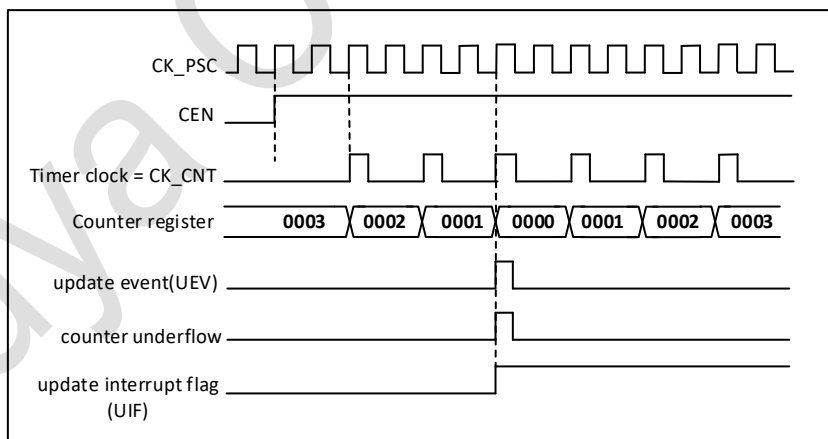 CK_PSC
CEN
Timer clock = CK_CNT
Counter register 0003 0002 0001 0000 0001 0002 0003
update event(UEV)
counter underflow
update interrupt flag
(UIF)